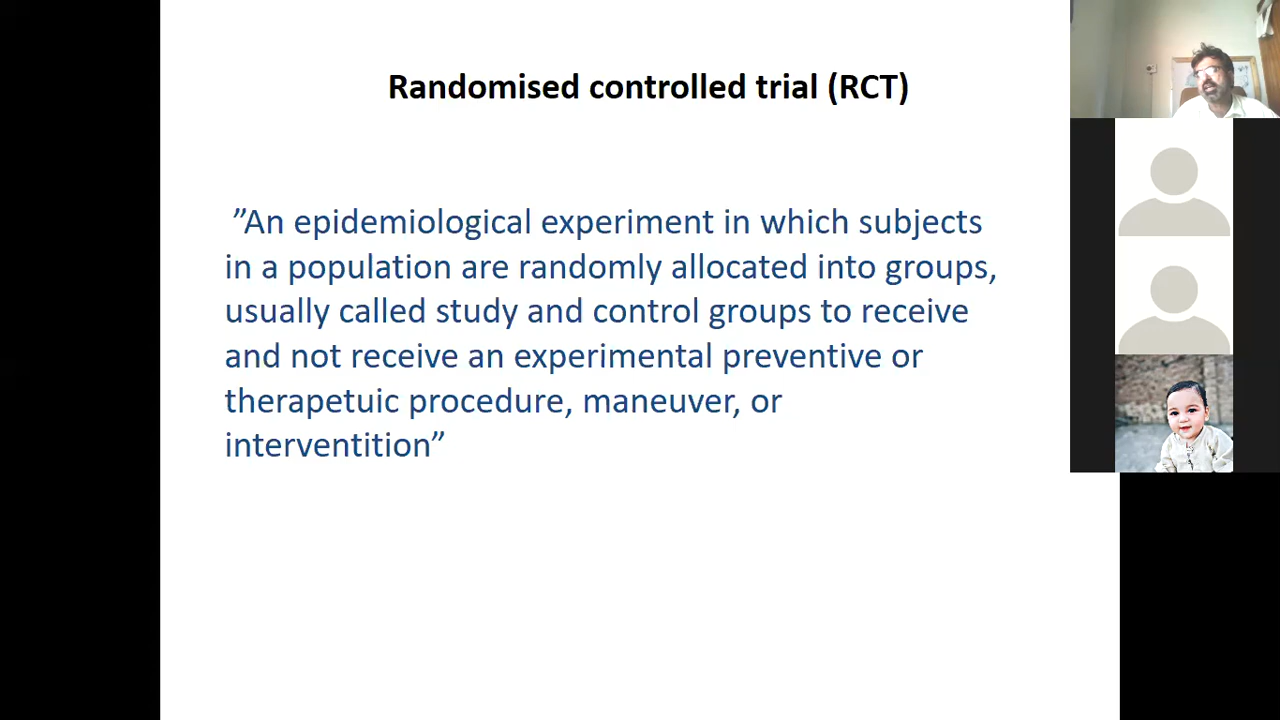 Randomised controlled trial (RCT)
”An epidemiological experiment in which subjects
in a population are randomly allocated into groups,
usually called study and control groups to receive
and not receive an experimental preventive or
therapetuic procedure, maneuver, or
interventition”